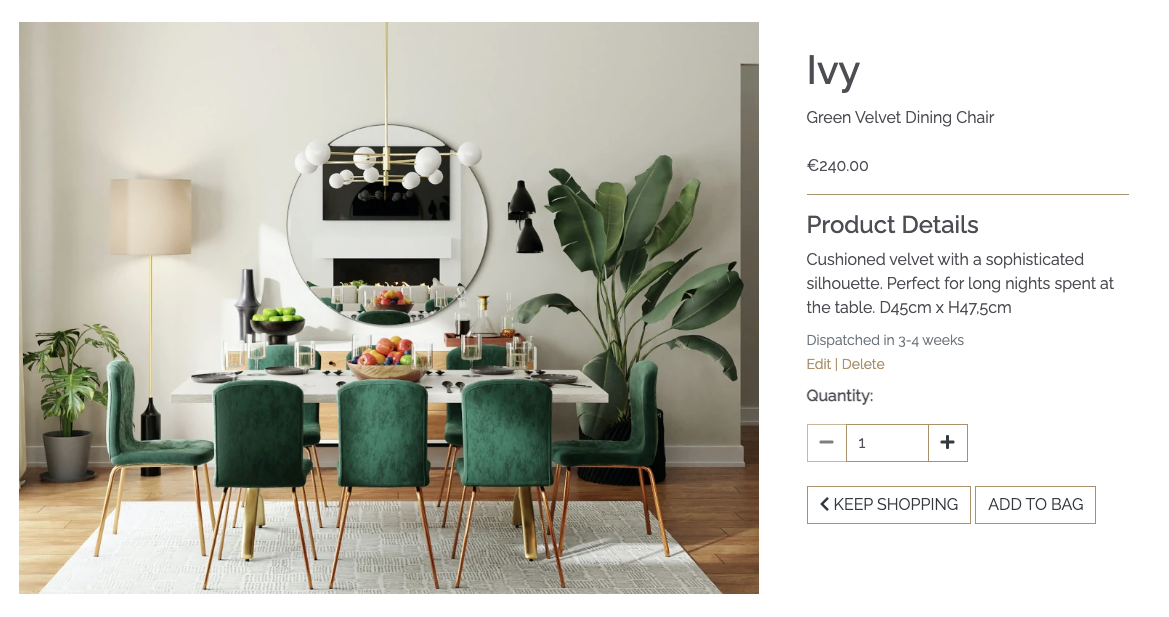 Ivy
Green Velvet Dining Chair
€240.00
Product Details
Cushioned velvet with a sophisticated
silhouette. Perfect for long nights spent at
the table. D45cm x H47,5cm
Dispatched in 3-4 weeks
Edit | Delete
Quantity:
1
KEEP SHOPPING
ADD TO BAG